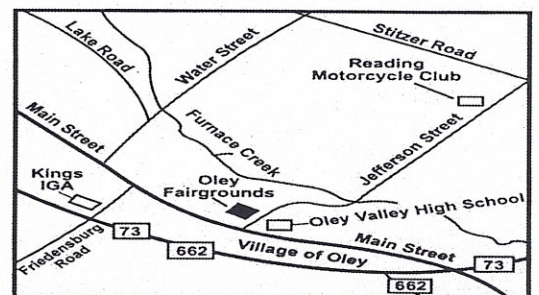 Lake Road
Water Street
Stitzer Road
Reading
Motorcycle Club
Main Street
Furnace Creek
Jefferson Street
Kings
IGA
Oley
Fairgrounds
Oley Valley High School
Friedensburg
Road
73
662
Village of Oley
Main Street
73
662